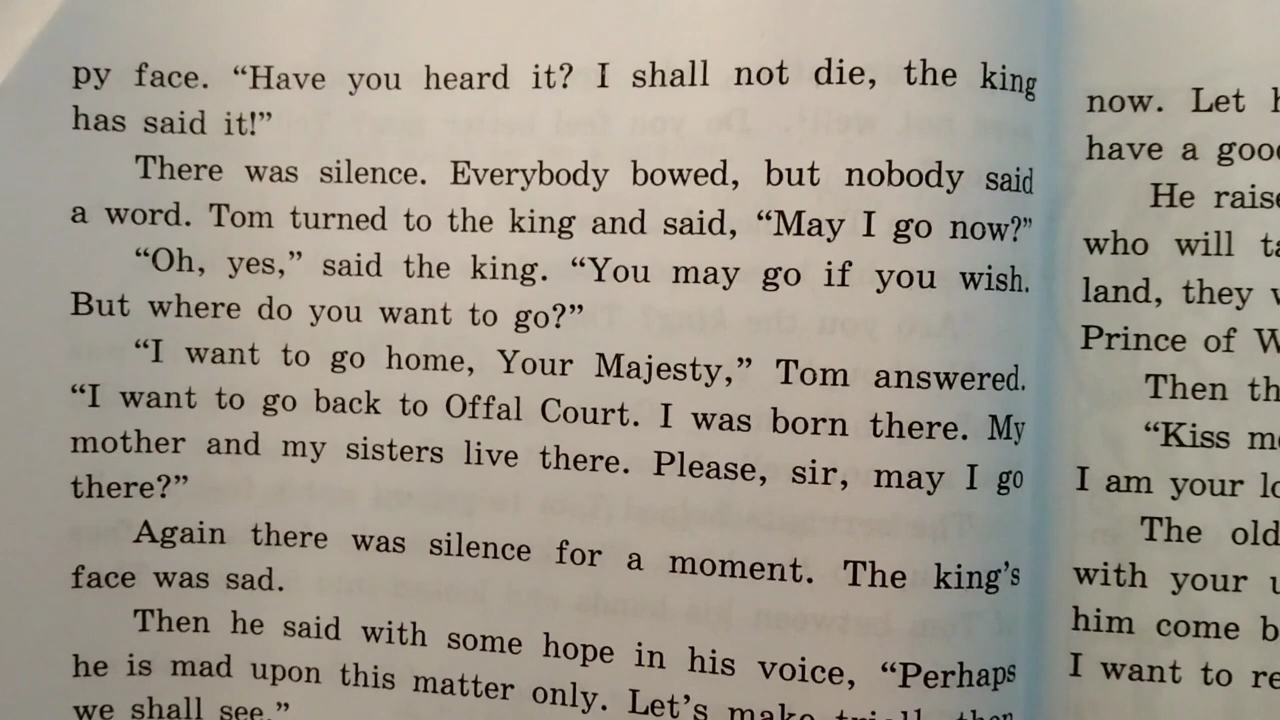 py face. “Have you heard it? I shall not die, the king
has said it!”
There was silence. Everybody bowed, but nobody said
a word. Tom turned to the king and said, “May I go now?”
“Oh, yes,” said the king. “You may go if you wish.
But where do you want to go?”
“I want to go home, Your Majesty,” Tom answered.
“I want to go back to Offal Court. I was born there. My
mother and my sisters live there. Please, sir, may I go
there?”
Again there was silence for a moment. The king’s
face was sad.
Then he said with some hope in his voice, “Perhaps
he is mad upon this matter only. Let’s make
we shall see.”
now. Let
have a
He
who will
land, they
Prince of
Then
“Kiss
I am your
The old
with your
him come
I want to